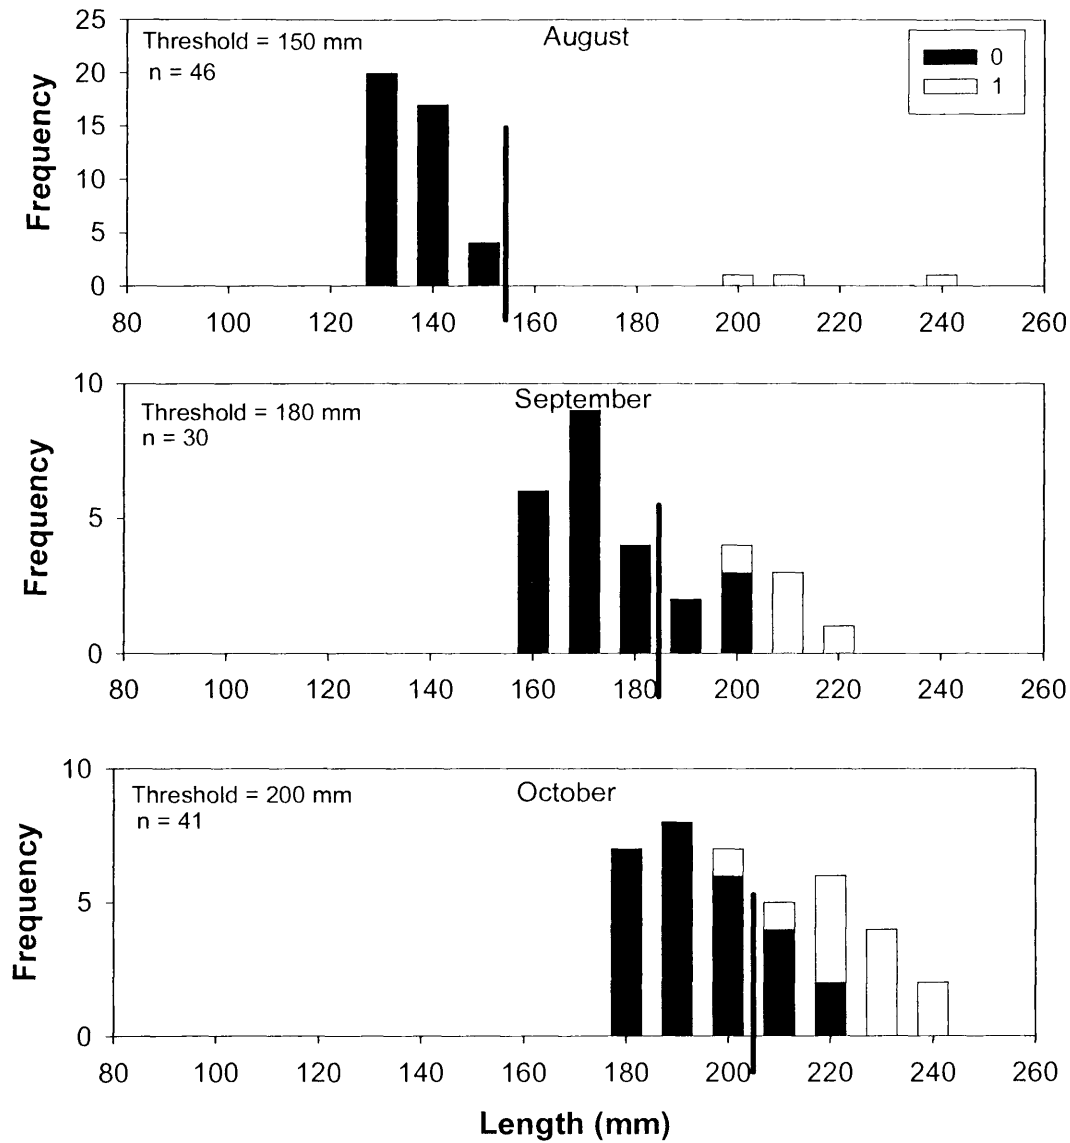 August
Threshold = 150 mm
n = 46
0
1
Frequency
25
20
15
10
5
0
80 100 120 140 160 180 200 220 240 260
September
Threshold = 180 mm
n = 30
Frequency
10
5
0
80 100 120 140 160 180 200 220 240 260
October
Threshold = 200 mm
n = 41
Frequency
10
5
0
80 100 120 140 160 180 200 220 240 260
Length (mm)